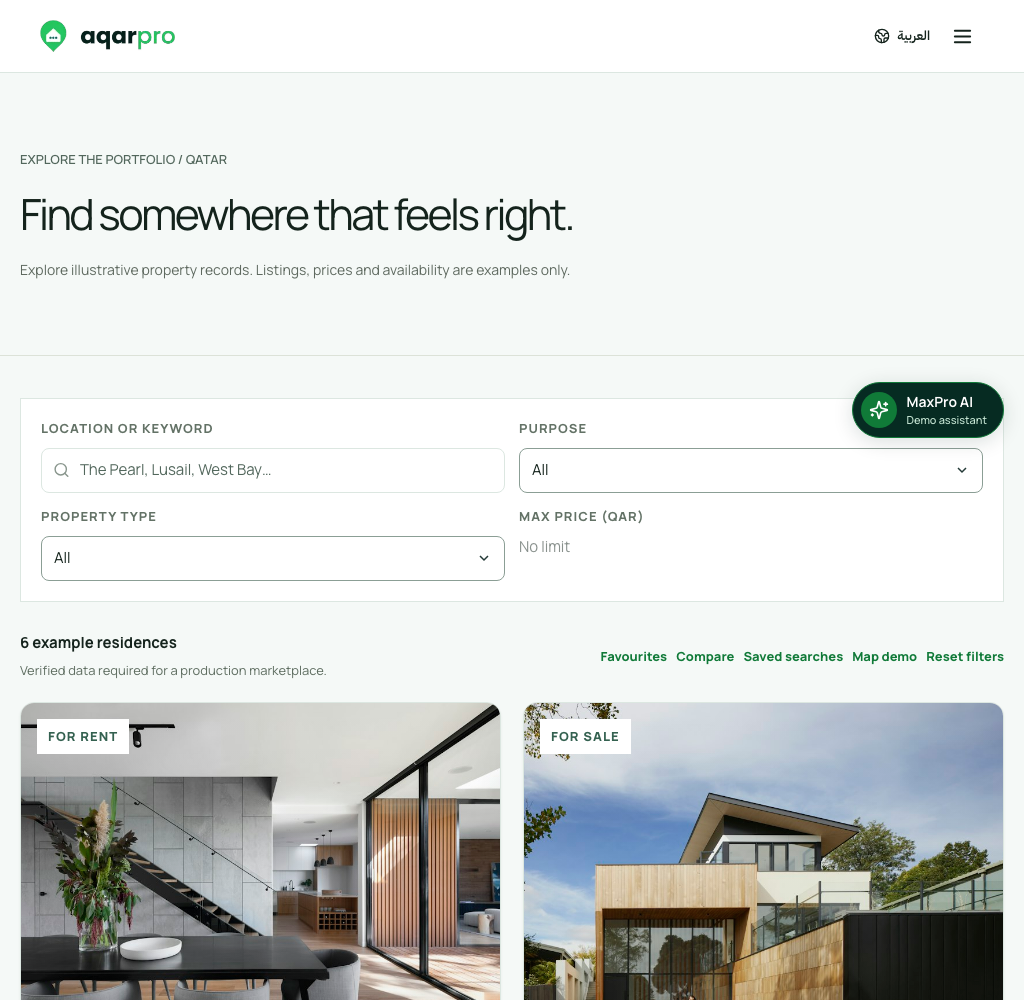 aqarpro
العربية
EXPLORE THE PORTFOLIO / QATAR
Find somewhere that feels right.
Explore illustrative property records. Listings, prices and availability are examples only.
MaxPro AI
Demo assistant
LOCATION OR KEYWORD
PURPOSE
The Pearl, Lusail, West Bay...
All
PROPERTY TYPE
MAX PRICE (QAR)
All
No limit
6 example residences
Verified data required for a production marketplace.
Favourites Compare Saved searches Map demo Reset filters
FOR RENT
FOR SALE